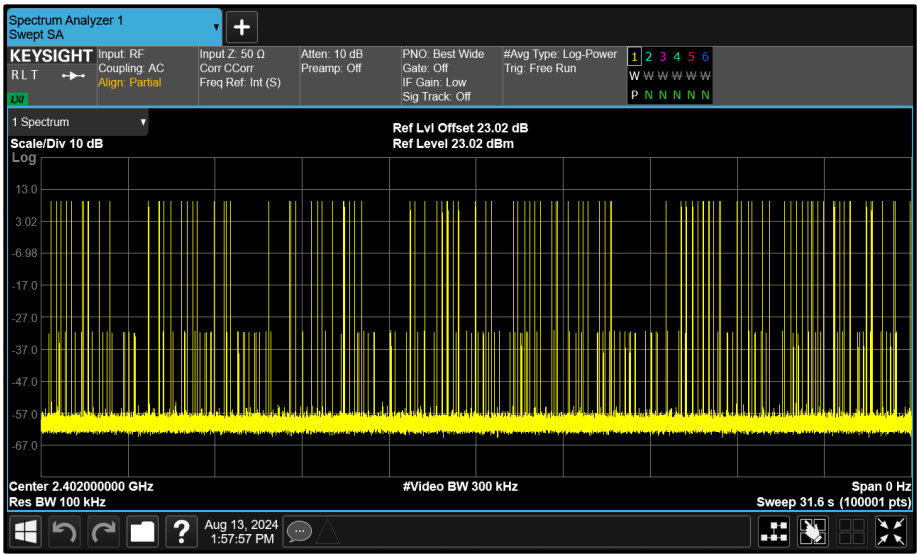 Spectrum Analyzer 1
Swept SA
+
KEYSIGHT Input: RF Input Z: 50 Ω Atten: 10 dB PNO: Best Wide #Avg Type: Log-Power 1 2 3 4 5 6
RLT Coupling: AC Corr CCorr Preamp: Off Gate: Off Trig: Free Run W W W W W W
Align: Partial Freq Ref: Int (S) IF Gain: Low
LXI Sig Track: Off P N N N N N
1 Spectrum
Ref Lvl Offset 23.02 dB
Scale/Div 10 dB Ref Level 23.02 dBm
Log
13.0
3.02
-6.98
-17.0
-27.0
-37.0
-47.0
-57.0
-67.0
Center 2.402000000 GHz #Video BW 300 kHz Span 0 Hz
Res BW 100 kHz Sweep 31.6 s (100001 pts)
? Aug 13, 2024
1:57:57 PM